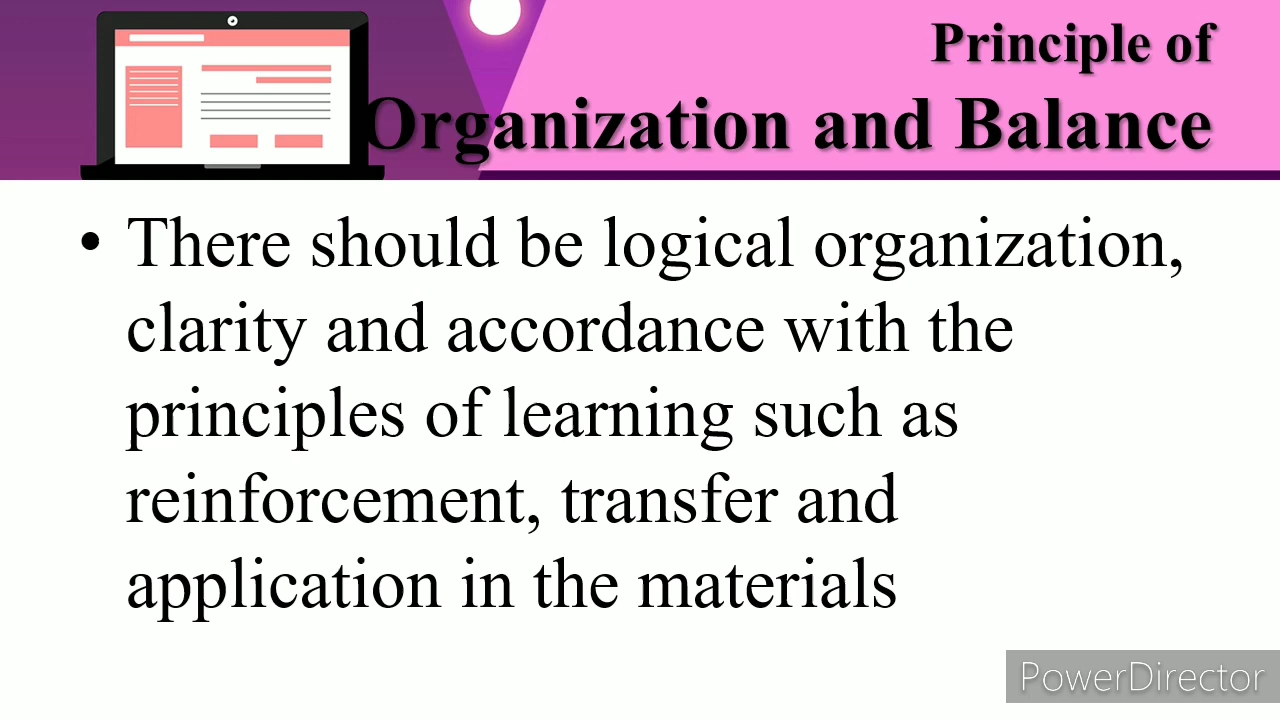 Principle of
Organization and Balance
• There should be logical organization,
clarity and accordance with the
principles of learning such as
reinforcement, transfer and
application in the materials
PowerDirector